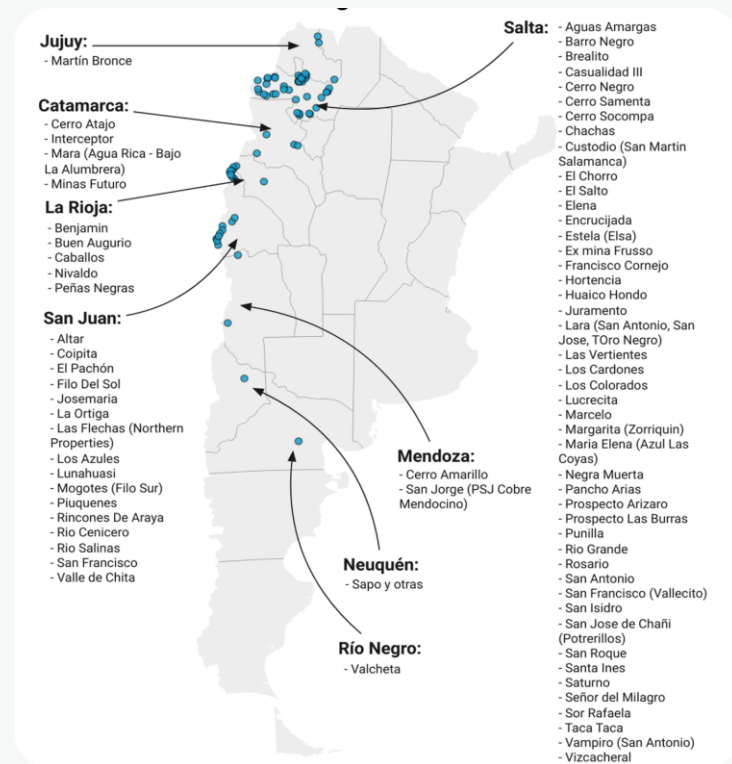 Jujuy:
- Martín Bronce
Catamarca:
- Cerro Atajo
- Interceptor
- Mara (Agua Rica - Bajo
La Alumbrera)
- Minas Futuro
La Rioja:
- Benjamin
- Buen Augurio
- Caballos
- Nivaldo
- Peñas Negras
San Juan:
- Altar
- Coipita
- El Pachón
- Filo Del Sol
- Josemaria
- La Ortiga
- Las Flechas (Northern
Properties)
- Los Azules
- Lunahuasi
- Mogotes (Filo Sur)
- Piuquenes
- Rincones De Araya
- Rio Cenicero
- Rio Salinas
- San Francisco
- Valle de Chita
Mendoza:
- Cerro Amarillo
- San Jorge (PSJ Cobre
Mendocino)
Neuquén:
- Sapo y otras
Río Negro:
- Valcheta
Salta:
- Aguas Amargas
- Barro Negro
- Brealito
- Casualidad III
- Cerro Negro
- Cerro Samenta
- Cerro Socompa
- Chachas
- Custodio (San Martin
Salamanca)
- El Chorro
- El Salto
- Elena
- Encrucijada
- Estela (Elsa)
- Ex mina Frusso
- Francisco Cornejo
- Hortencia
- Huaico Hondo
- Juramento
- Lara (San Antonio, San
Jose, TOro Negro)
- Las Vertientes
- Los Cardones
- Los Colorados
- Lucrecita
- Marcelo
- Margarita (Zorriquin)
- Maria Elena (Azul Las
Coyas)
- Negra Muerta
- Pancho Arias
- Prospecto Arizaro
- Prospecto Las Burras
- Punilla
- Rio Grande
- Rosario
- San Antonio
- San Francisco (Vallecito)
- San Isidro
- San Jose de Chañi
(Potrerillos)
- San Roque
- Santa Ines
- Saturno
- Señor del Milagro
- Sor Rafaela
- Taca Taca
- Vampiro (San Antonio)
- Vizcacheral